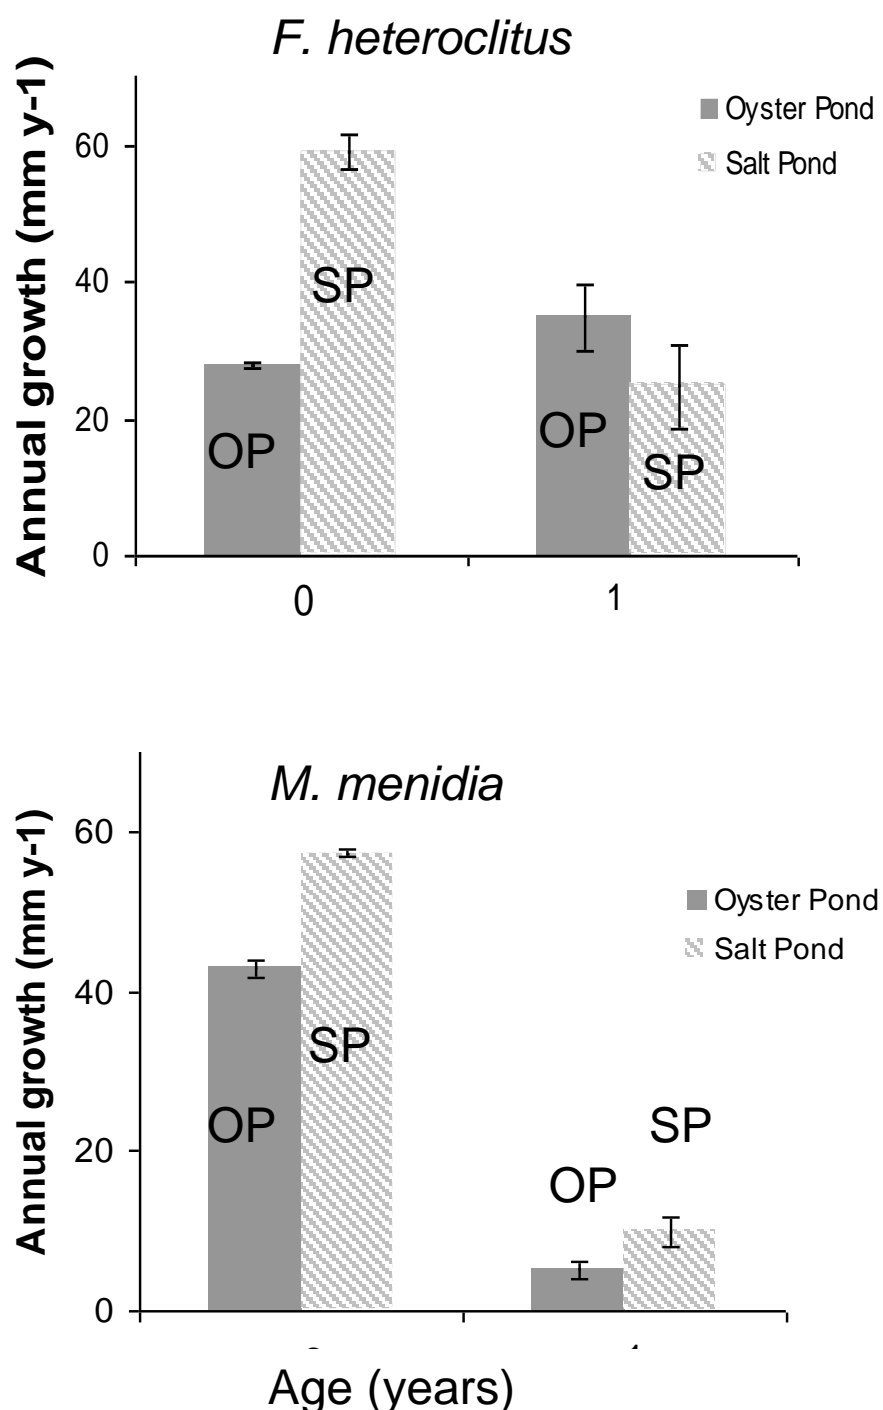 F. heteroclitus
Annual growth (mm y-1)
60
40
20
0
Oyster Pond
Salt Pond
OP
SP
OP
SP
0
1
M. menidia
Annual growth (mm y-1)
60
40
20
0
Oyster Pond
Salt Pond
OP
SP
OP
SP
Age (years)